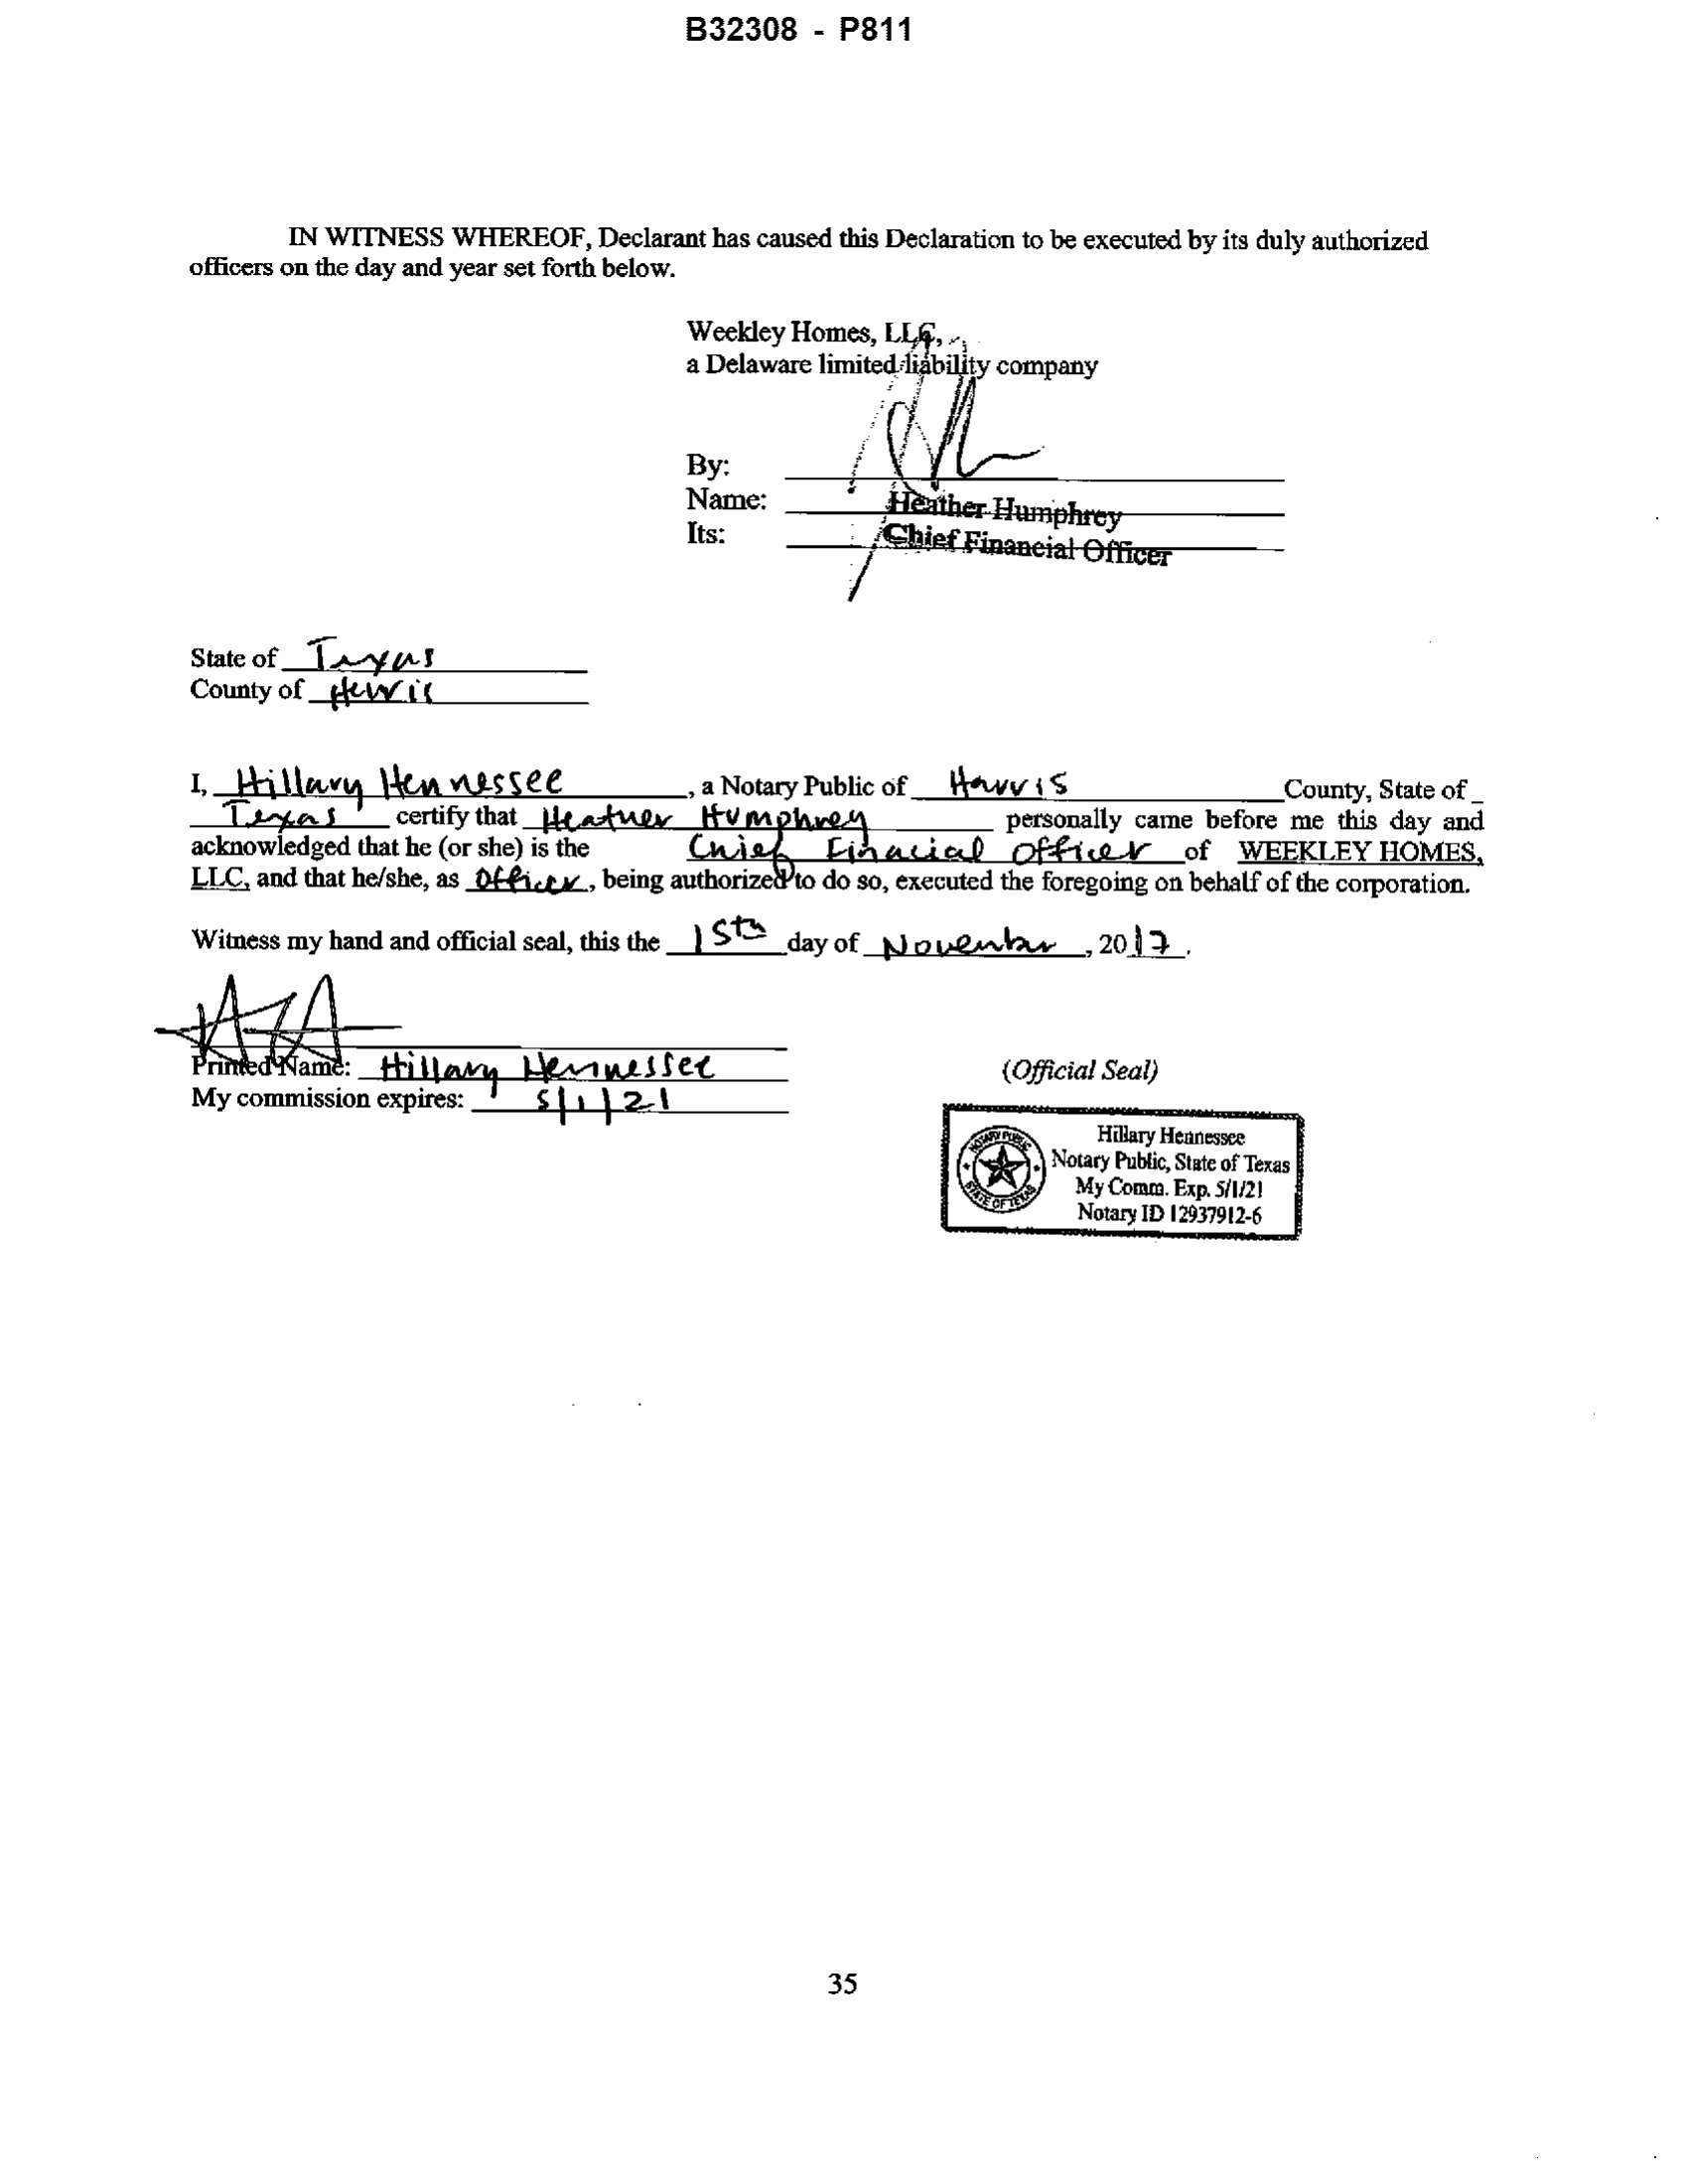 B32308 - P811
IN WITNESS WHEREOF, Declarant has caused this Declaration to be executed by its duly authorized
officers on the day and year set forth below.
Weekley Homes, LLC,
a Delaware limited liability company
By:
Name: Heather Humphrey
Its: Chief Financial Officer
State of Texas
County of Harris
I, Hillary Hennessee, a Notary Public of Harris County, State of
Texas certify that Heather Humphrey personally came before me this day and
acknowledged that he (or she) is the Chief Finacial Officer of WEEKLEY HOMES,
LLC, and that he/she, as Officer, being authorized to do so, executed the foregoing on behalf of the corporation.
Witness my hand and official seal, this the 1st day of November, 2017.
Printed Name: Hillary Hennessee
My commission expires: 5/1/21
(Official Seal)
NOTARY PUBLIC
STATE OF TEXAS
Hillary Hennessee
Notary Public, State of Texas
My Comm. Exp. 5/1/21
Notary ID 12937912-6
35